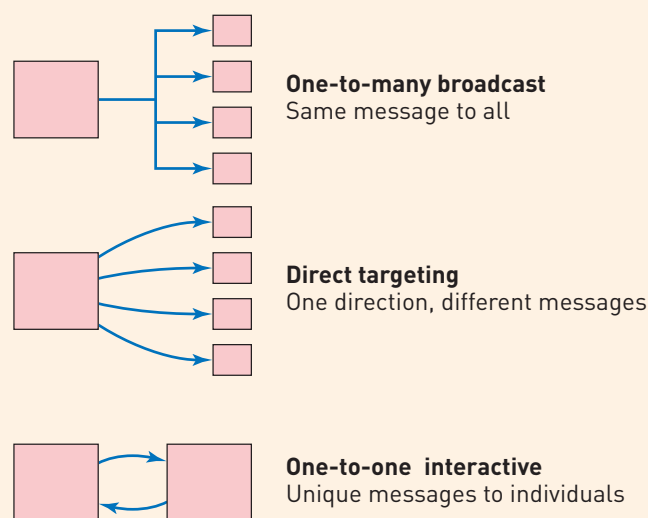 One-to-many broadcast
Same message to all
Direct targeting
One direction, different messages
One-to-one interactive
Unique messages to individuals